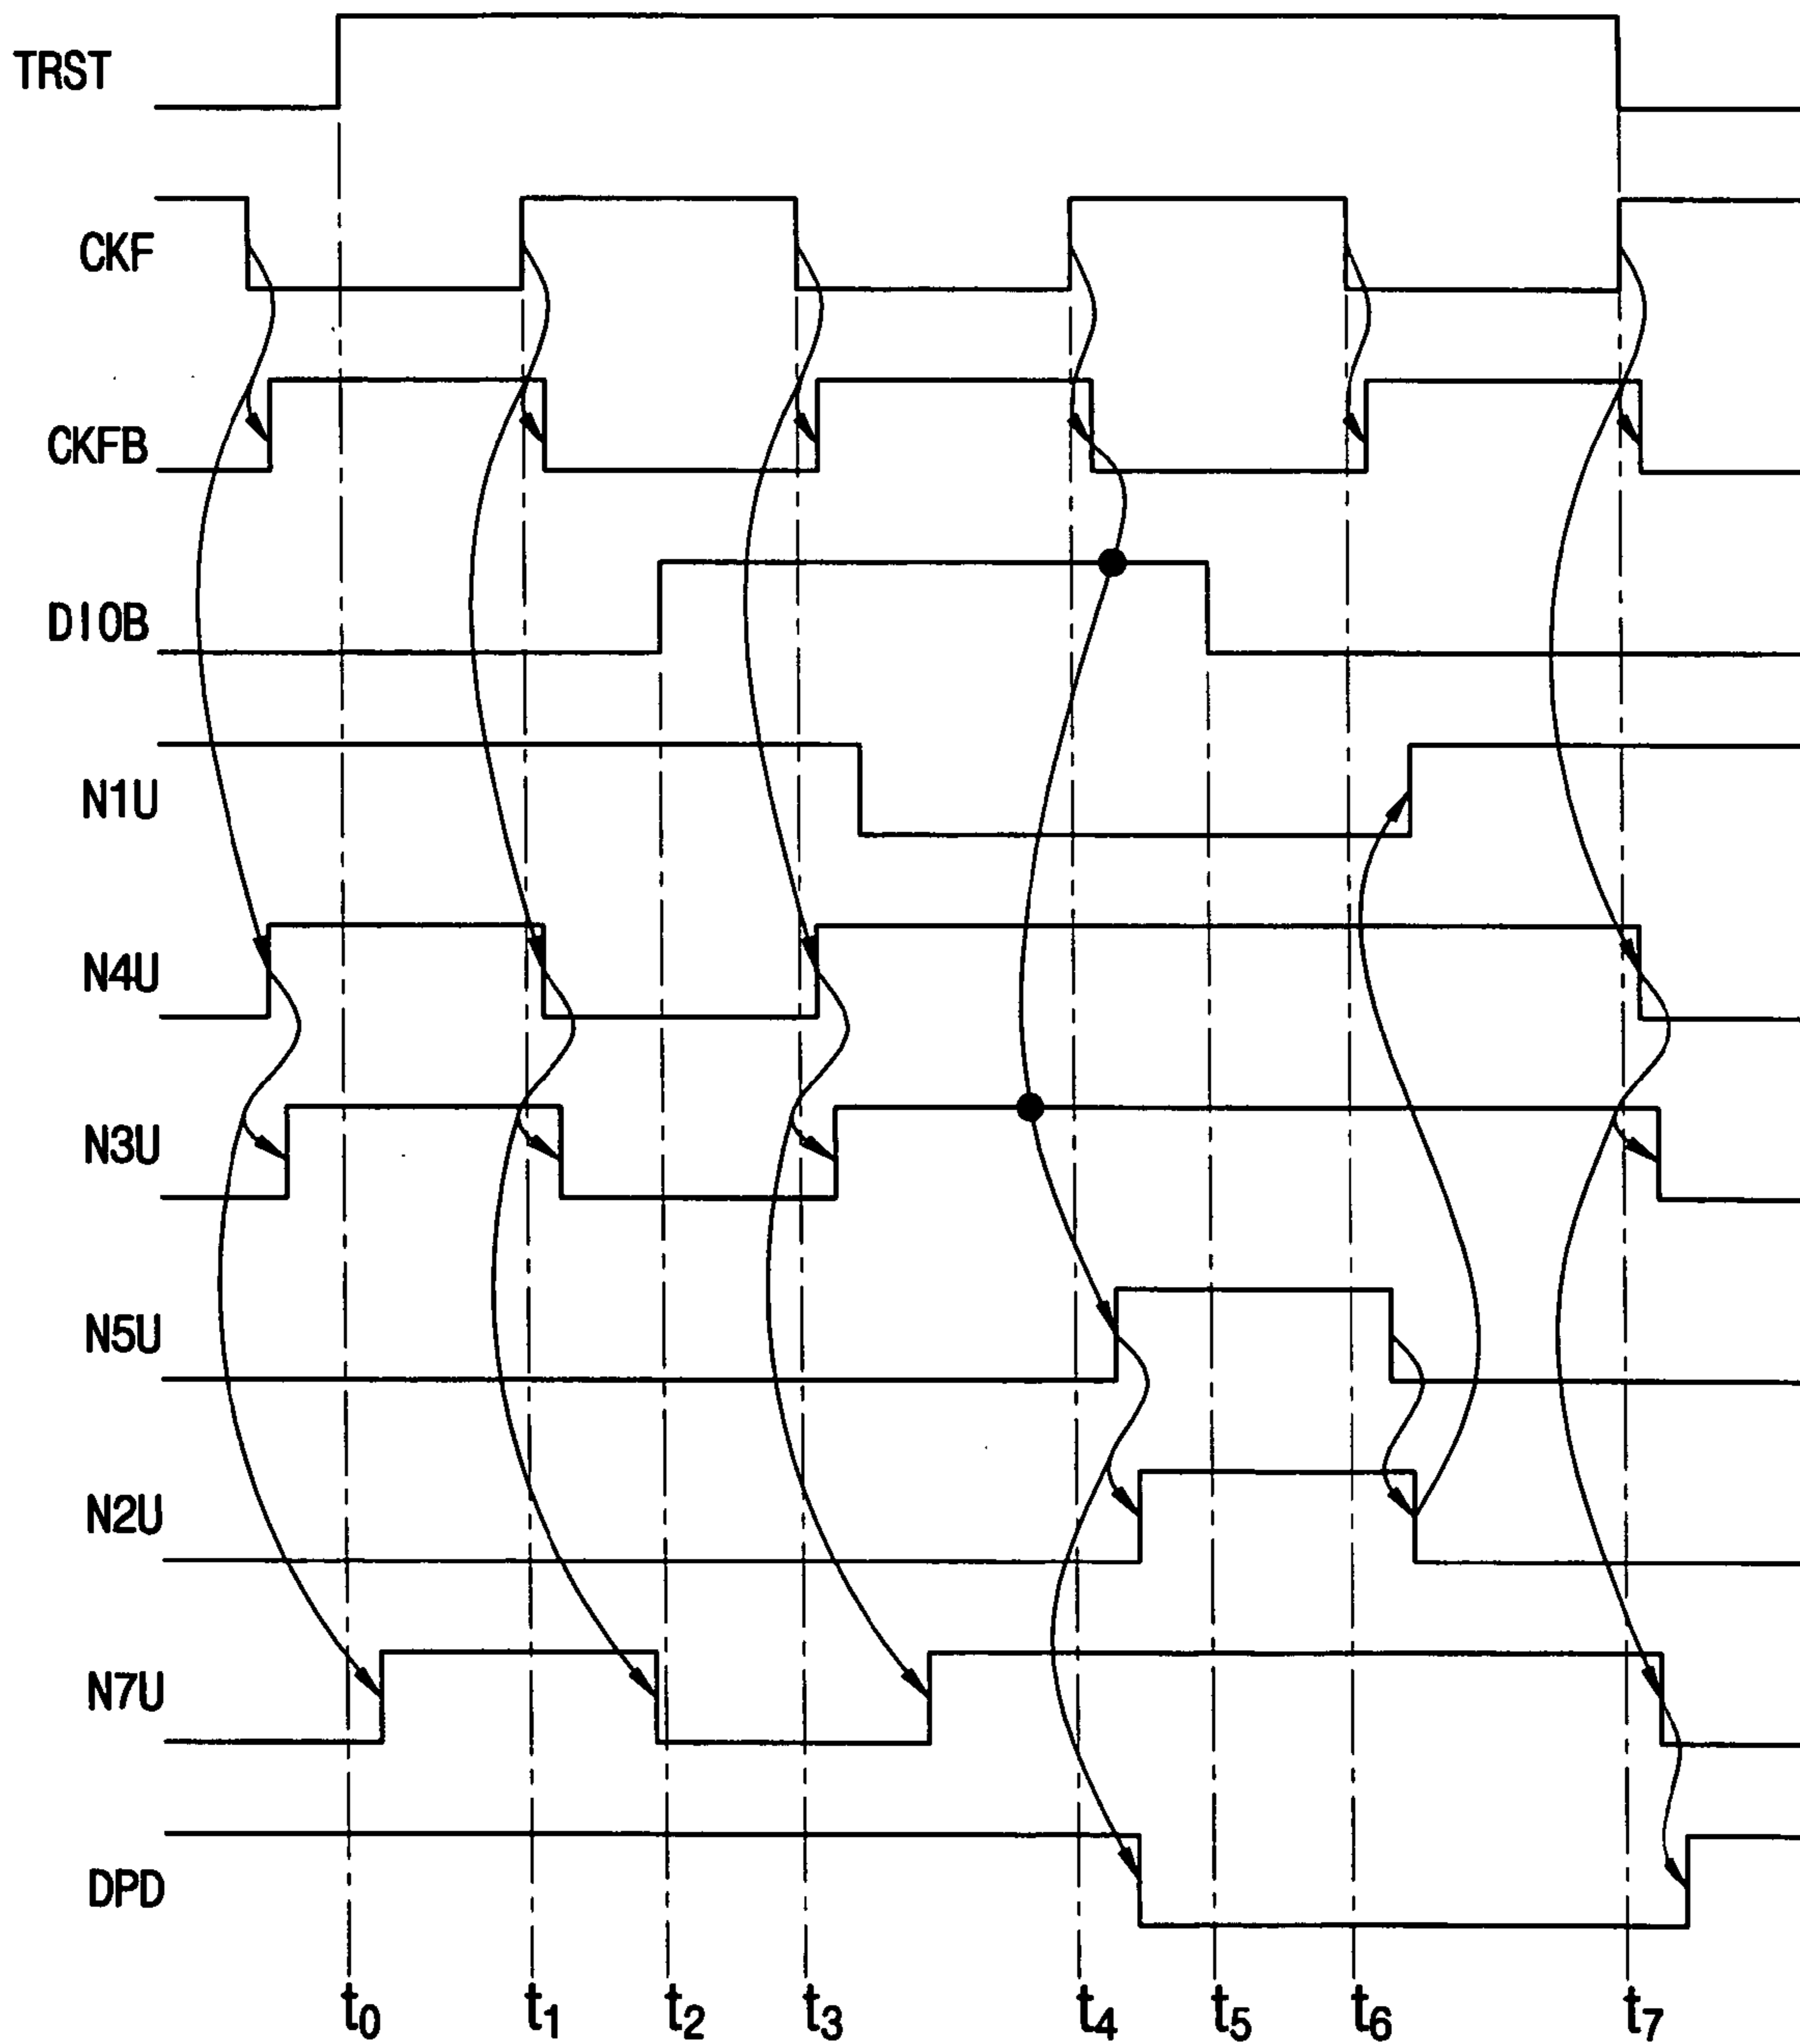 TRST
CKF
CKFB
DIOB
N1U
N4U
N3U
N5U
N2U
N7U
DPD
t0 t1 t2 t3 t4 t5 t6 t7